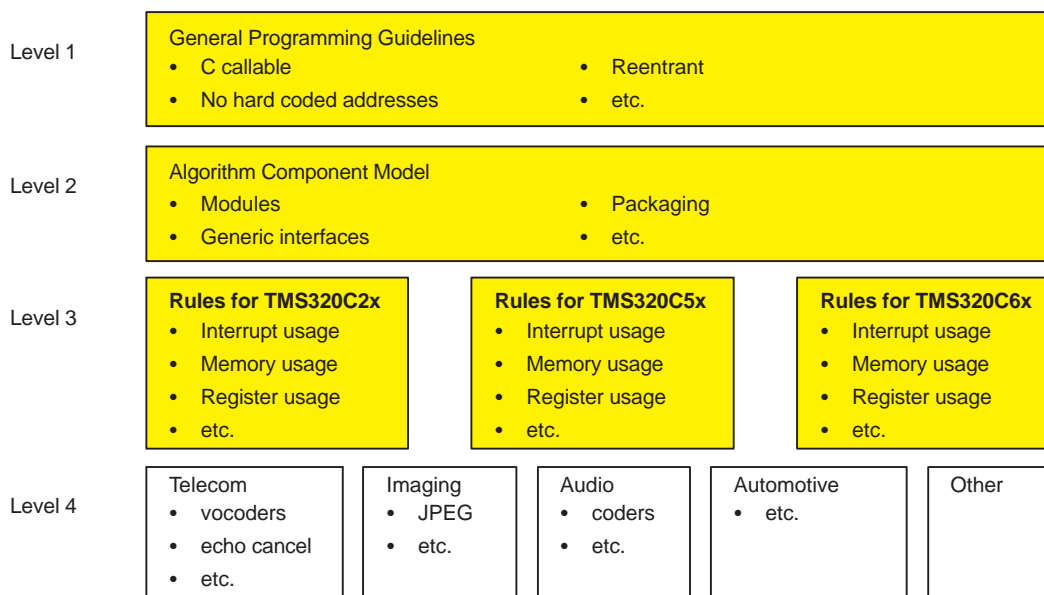 Level 1
General Programming Guidelines
• C callable
• No hard coded addresses
• Reentrant
• etc.
Level 2
Algorithm Component Model
• Modules
• Generic interfaces
• Packaging
• etc.
Level 3
Rules for TMS320C2x
• Interrupt usage
• Memory usage
• Register usage
• etc.
Rules for TMS320C5x
• Interrupt usage
• Memory usage
• Register usage
• etc.
Rules for TMS320C6x
• Interrupt usage
• Memory usage
• Register usage
• etc.
Level 4
Telecom
• vocoders
• echo cancel
• etc.
Imaging
• JPEG
• etc.
Audio
• coders
• etc.
Automotive
• etc.
Other